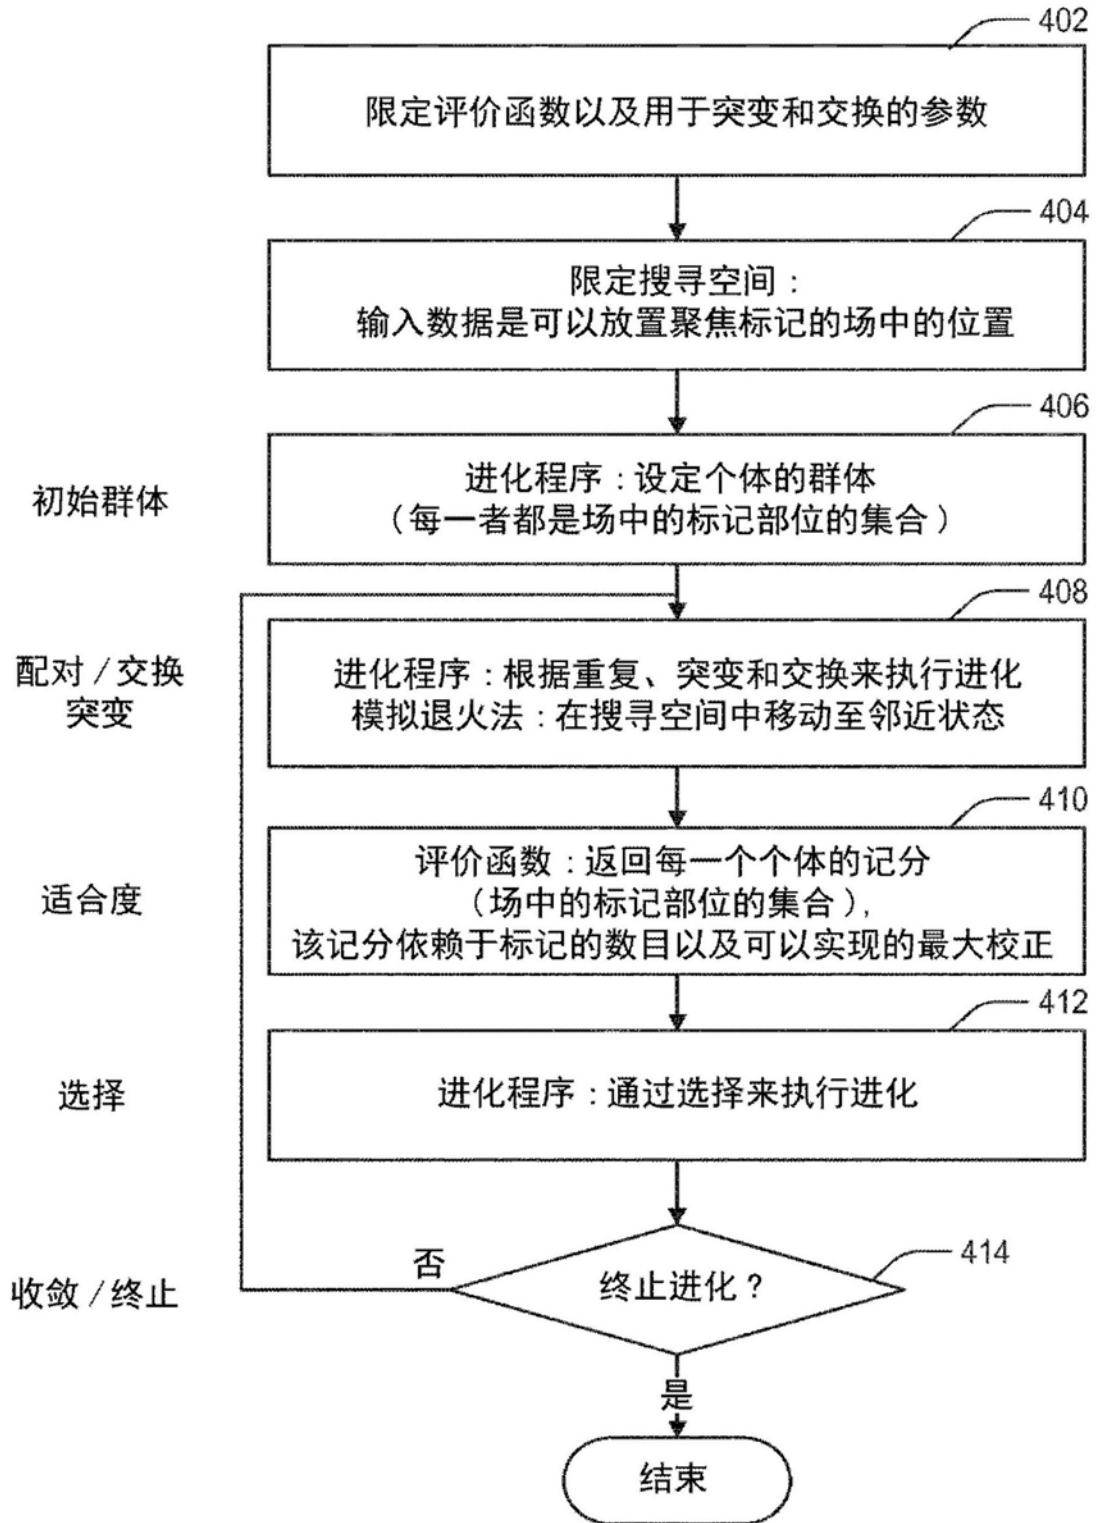 402
限定评价函数以及用于突变和交换的参数
404
限定搜寻空间：
输入数据是可以放置聚焦标记的场中的位置
406
初始群体
进化程序：设定个体的群体
（每一者都是场中的标记部位的集合）
408
配对／交换
突变
进化程序：根据重复、突变和交换来执行进化
模拟退火法：在搜寻空间中移动至邻近状态
410
适合度
评价函数：返回每一个个体的记分
（场中的标记部位的集合），
该记分依赖于标记的数目以及可以实现的最大校正
412
选择
进化程序：通过选择来执行进化
414
收敛／终止
否
终止进化？
是
结束